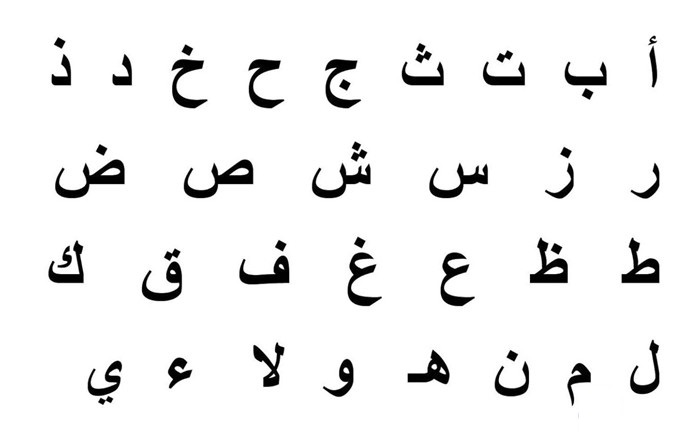 أ ب ت ث ج ح خ د ذ
ر ز س ش ص ض
ط ظ ع غ ف ق ك
ل م ن هـ و لا ء ي